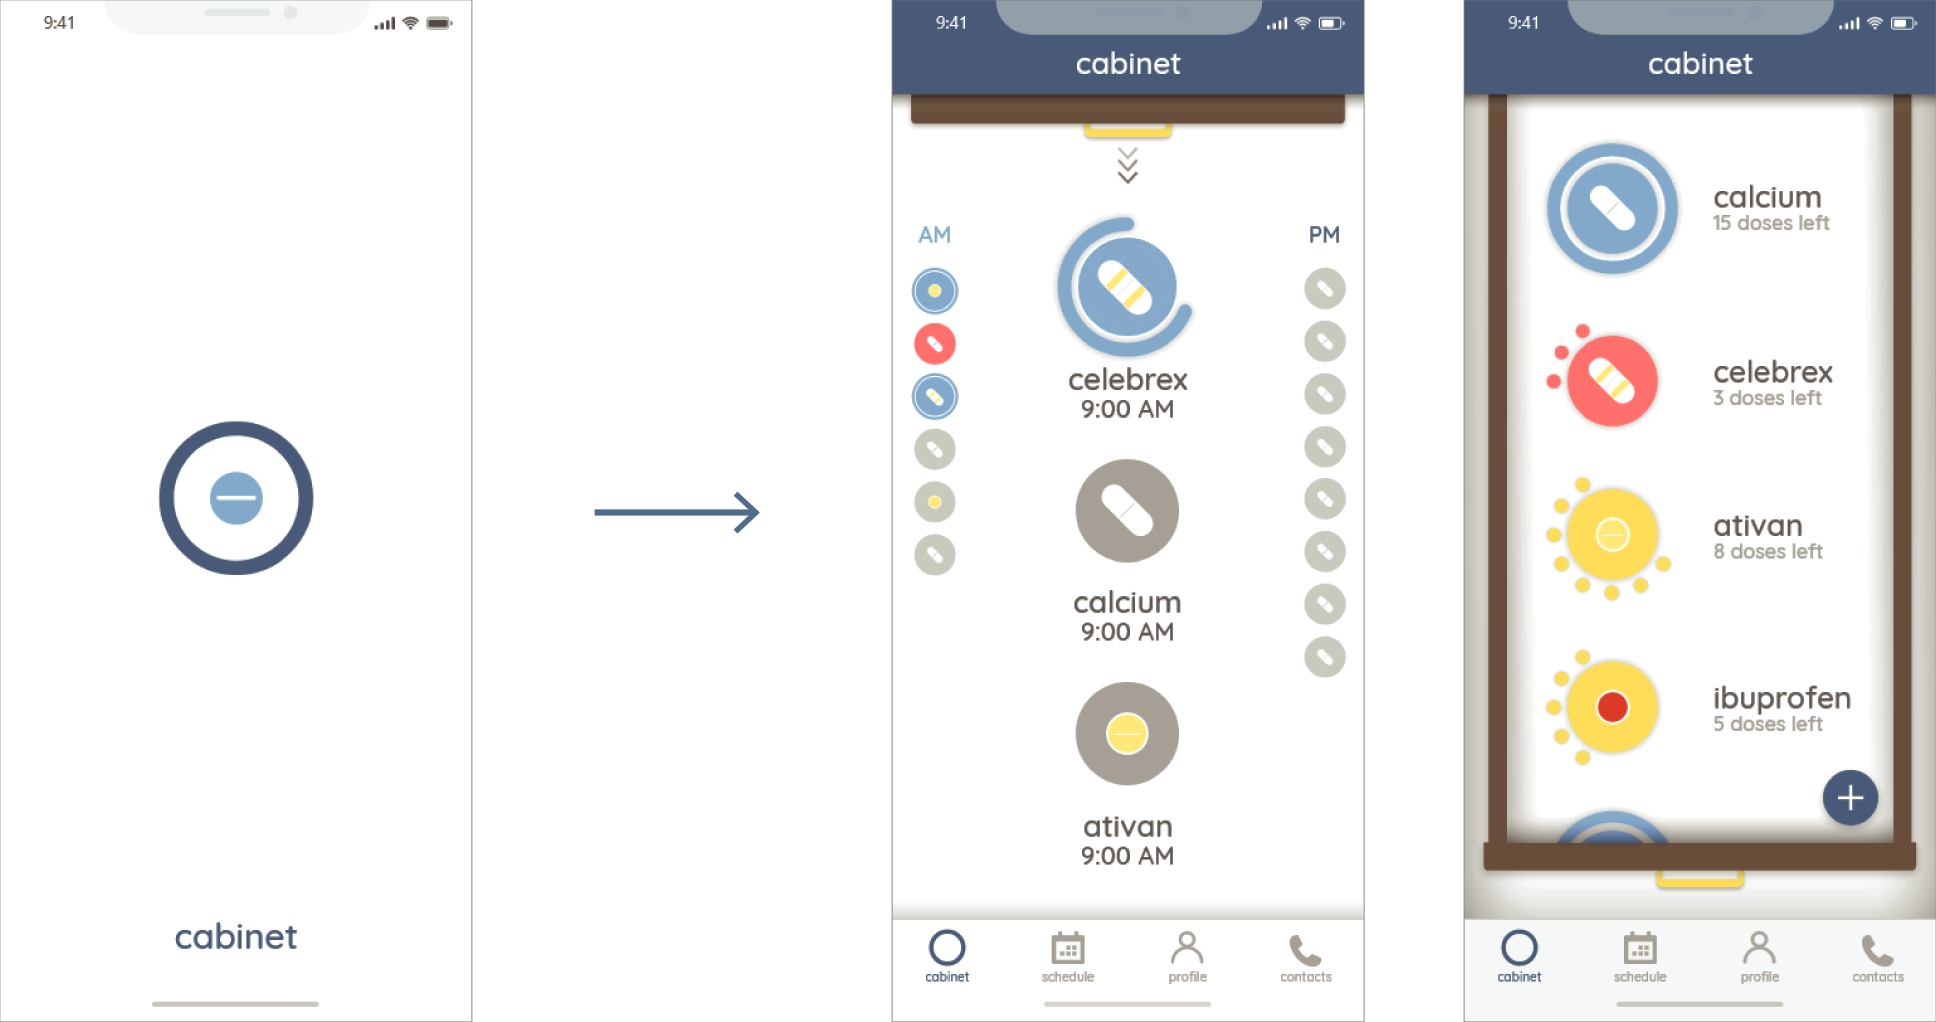 9:41
cabinet
9:41
cabinet
AM
PM
celebrex
9:00 AM
calcium
9:00 AM
ativan
9:00 AM
cabinet
schedule
profile
contacts
9:41
cabinet
calcium
15 doses left
celebrex
3 doses left
ativan
8 doses left
ibuprofen
5 doses left
cabinet
schedule
profile
contacts